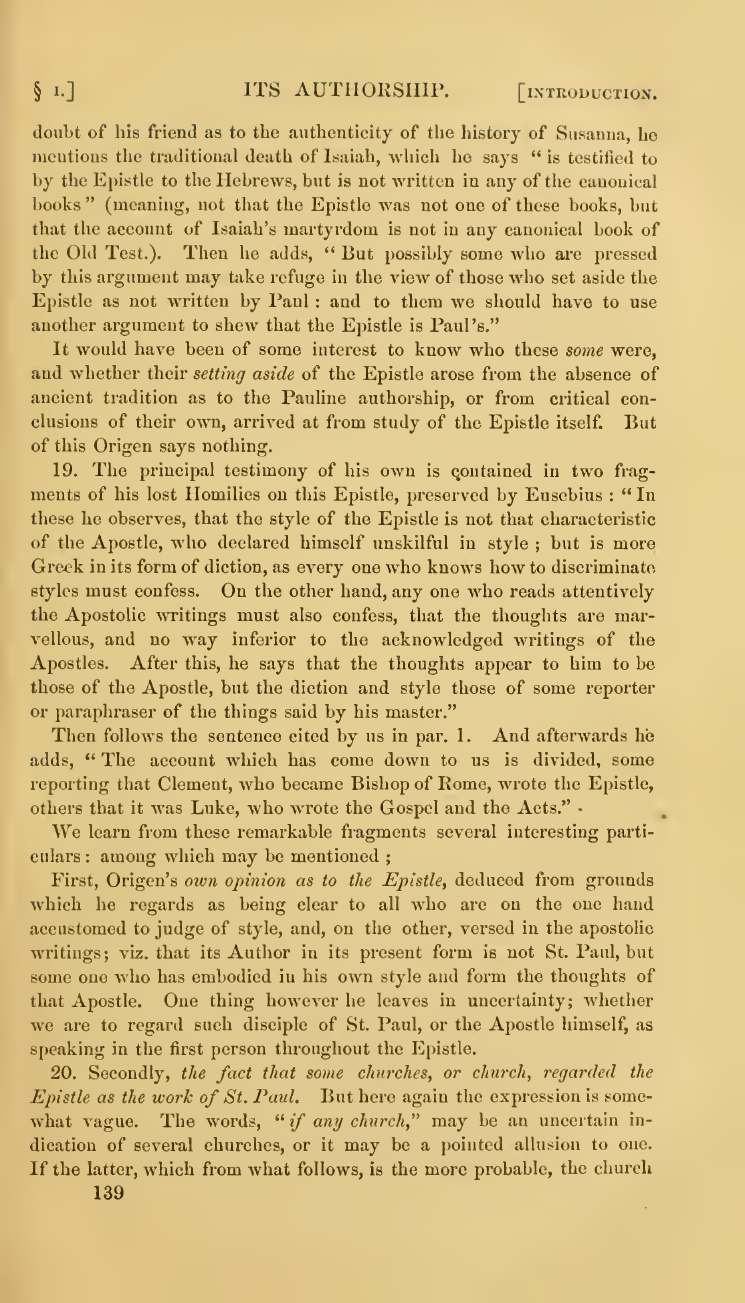 § 1.] ITS AUTHORSHIP. [INTRODUCTION.
doubt of his friend as to the authenticity of the history of Susanna, he
mentions the traditional death of Isaiah, which he says “ is testified to
by the Epistle to the Hebrews, but is not written in any of the canonical
books ” (meaning, not that the Epistle was not one of these books, but
that the account of Isaiah’s martyrdom is not in any canonical book of
the Old Test.). Then he adds, “ But possibly some who are pressed
by this argument may take refuge in the view of those who set aside the
Epistle as not written by Paul : and to them we should have to use
another argument to shew that the Epistle is Paul’s.”
It would have been of some interest to know who these some were,
and whether their setting aside of the Epistle arose from the absence of
ancient tradition as to the Pauline authorship, or from critical con-
clusions of their own, arrived at from study of the Epistle itself. But
of this Origen says nothing.
19. The principal testimony of his own is contained in two frag-
ments of his lost Homilies on this Epistle, preserved by Eusebius : “ In
these he observes, that the style of the Epistle is not that characteristic
of the Apostle, who declared himself unskilful in style ; but is more
Greek in its form of diction, as every one who knows how to discriminate
styles must confess. On the other hand, any one who reads attentively
the Apostolic writings must also confess, that the thoughts are mar-
vellous, and no way inferior to the acknowledged writings of the
Apostles. After this, he says that the thoughts appear to him to be
those of the Apostle, but the diction and style those of some reporter
or paraphraser of the things said by his master.”
Then follows the sentence cited by us in par. 1. And afterwards he
adds, “ The account which has come down to us is divided, some
reporting that Clement, who became Bishop of Rome, wrote the Epistle,
others that it was Luke, who wrote the Gospel and the Acts.”
We learn from these remarkable fragments several interesting parti-
culars : among which may be mentioned ;
First, Origen’s own opinion as to the Epistle, deduced from grounds
which he regards as being clear to all who are on the one hand
accustomed to judge of style, and, on the other, versed in the apostolic
writings; viz. that its Author in its present form is not St. Paul, but
some one who has embodied in his own style and form the thoughts of
that Apostle. One thing however he leaves in uncertainty; whether
we are to regard such disciple of St. Paul, or the Apostle himself, as
speaking in the first person throughout the Epistle.
20. Secondly, the fact that some churches, or church, regarded the
Epistle as the work of St. Paul. But here again the expression is some-
what vague. The words, “ if any church,” may be an uncertain in-
dication of several churches, or it may be a pointed allusion to one.
If the latter, which from what follows, is the more probable, the church
139